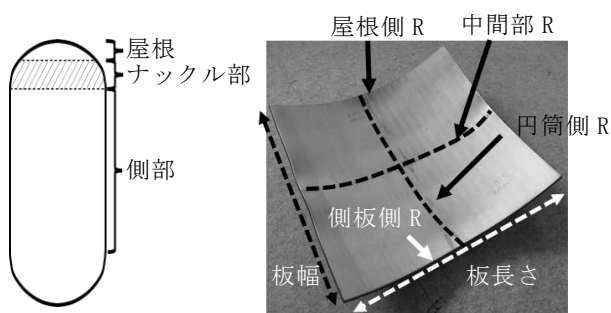 屋根
ナックル部
側部
屋根側 R
中間部 R
円筒側 R
側板側 R
板幅
板長さ